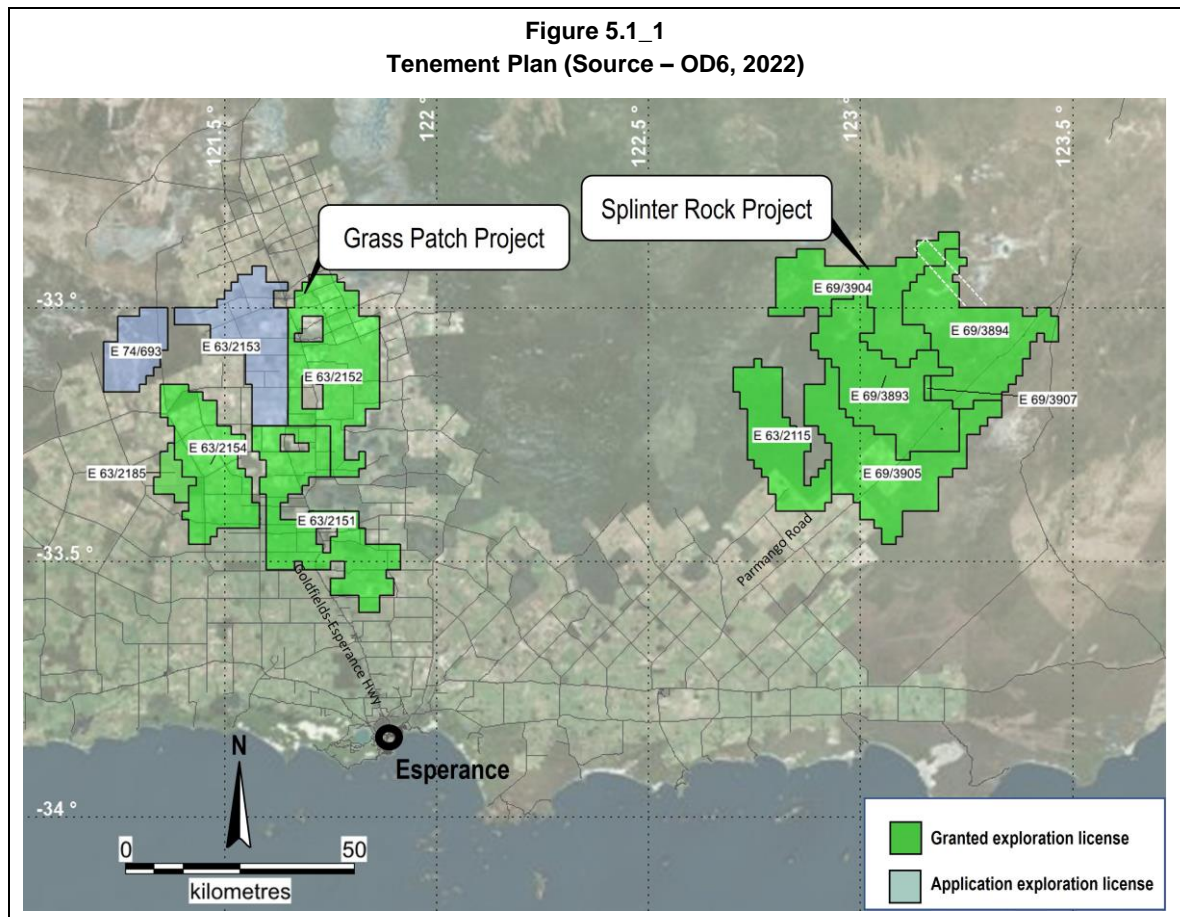 Figure 5.1_1
Tenement Plan (Source – OD6, 2022)
121.5°
122°
122.5°
123°
123.5°
Splinter Rock Project
Grass Patch Project
-33°
E 69/3904
E 69/3894
E 74/693
E 63/2153
E 63/2152
E 69/3893
E 69/3907
E 63/2154
E 63/2115
E 63/2185
E 69/3905
E 63/2151
Parmango Road
-33.5°
Goldfields-Esperance Hwy
N
Esperance
-34°
0 50
kilometres
Granted exploration license
Application exploration license